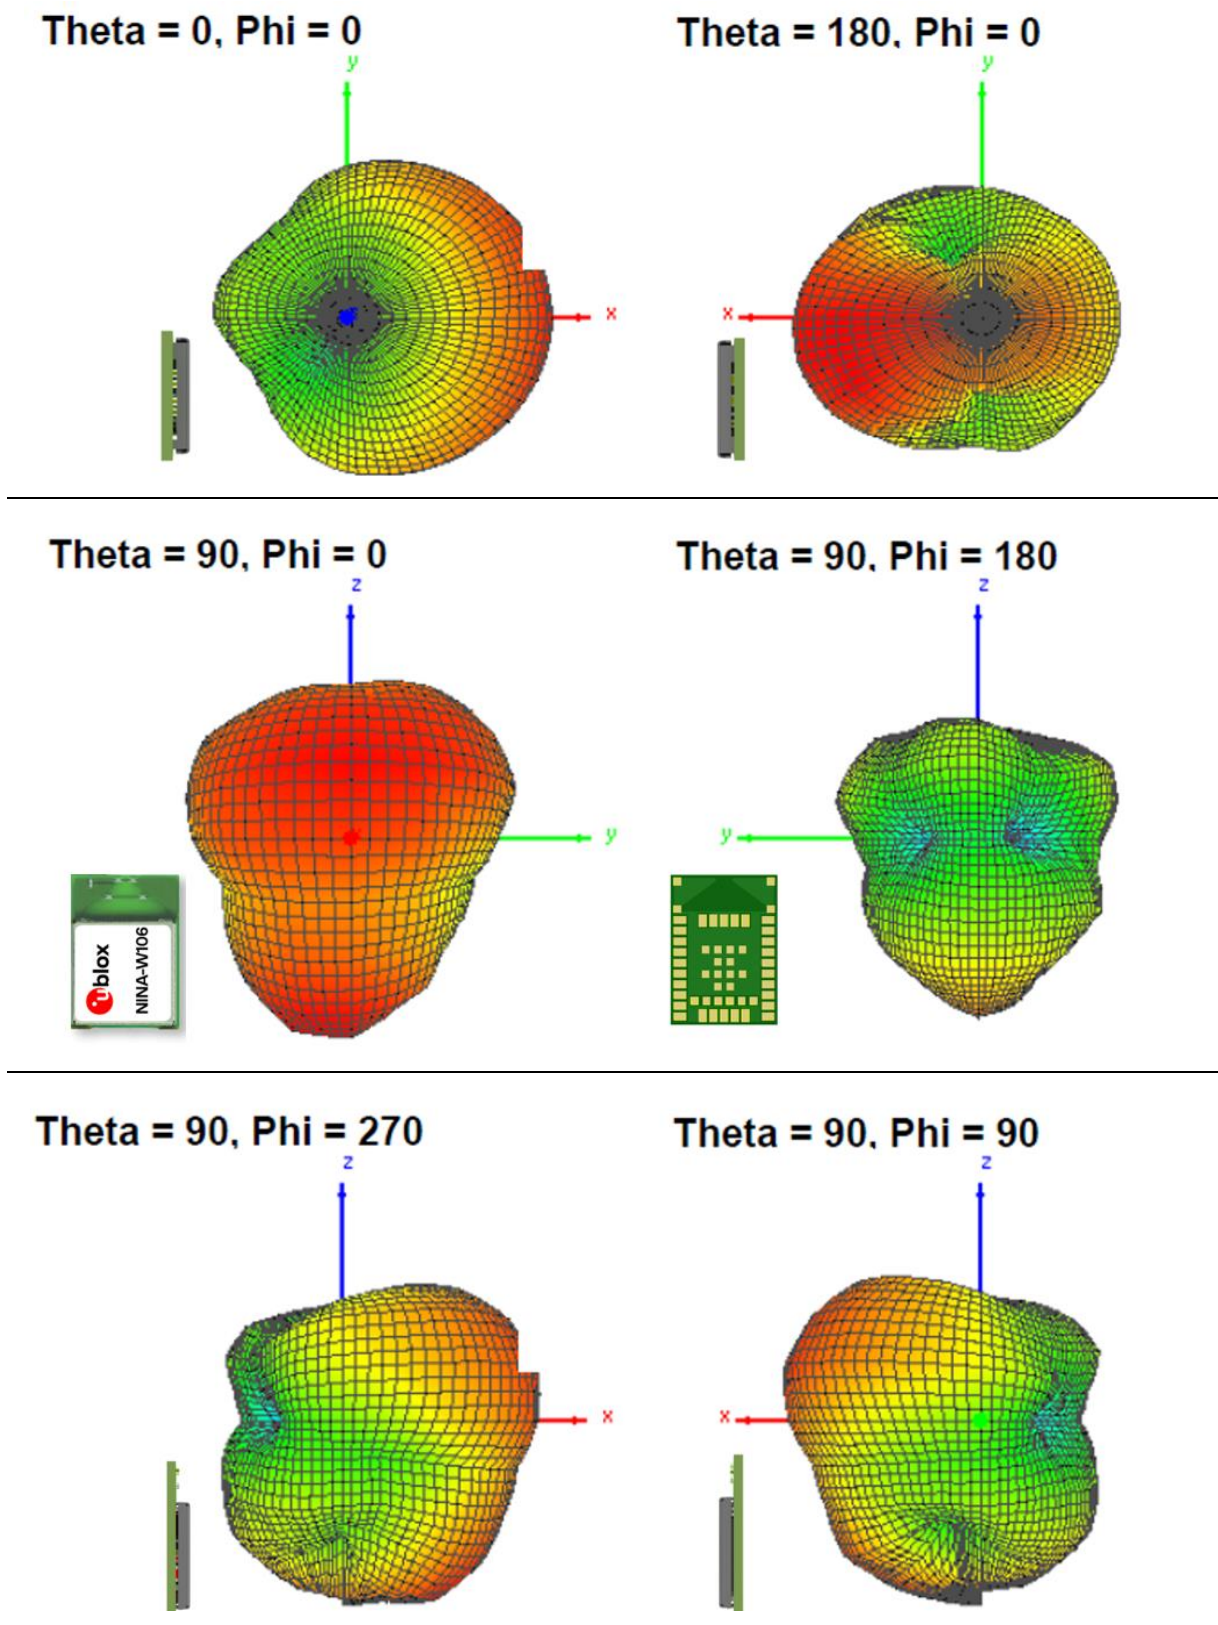 Theta = 0, Phi = 0
Theta = 180, Phi = 0
y
y
x
x
Theta = 90, Phi = 0
Theta = 90, Phi = 180
z
z
y
y
ublox
NINA-W106
Theta = 90, Phi = 270
Theta = 90, Phi = 90
z
z
x
x